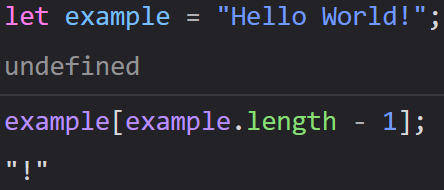 let example = "Hello World!";
undefined
example[example.length - 1];
"!"